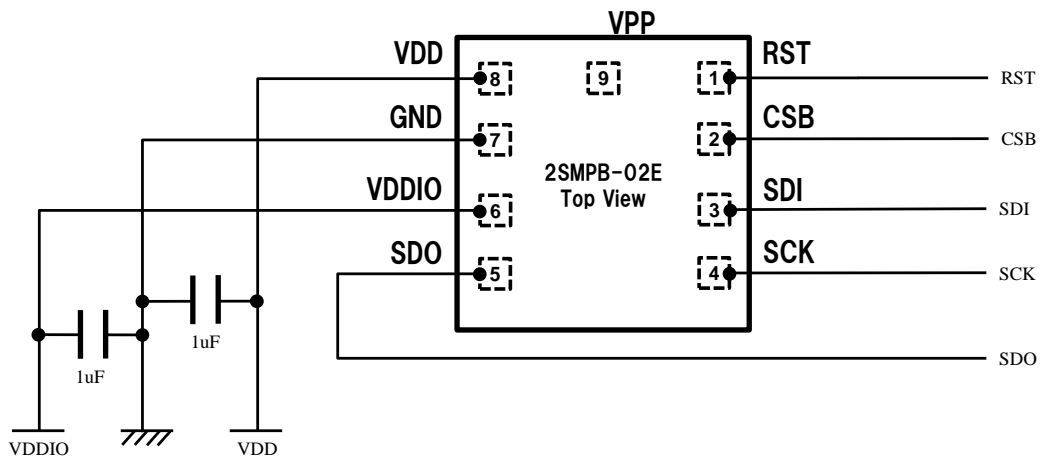 VPP
VDD
8
9
1
RST
RST
GND
7
2
CSB
CSB
2SMPB-02E
Top View
VDDIO
6
3
SDI
SDI
SDO
5
4
SCK
SCK
1uF
1uF
SDO
VDDIO
VDD